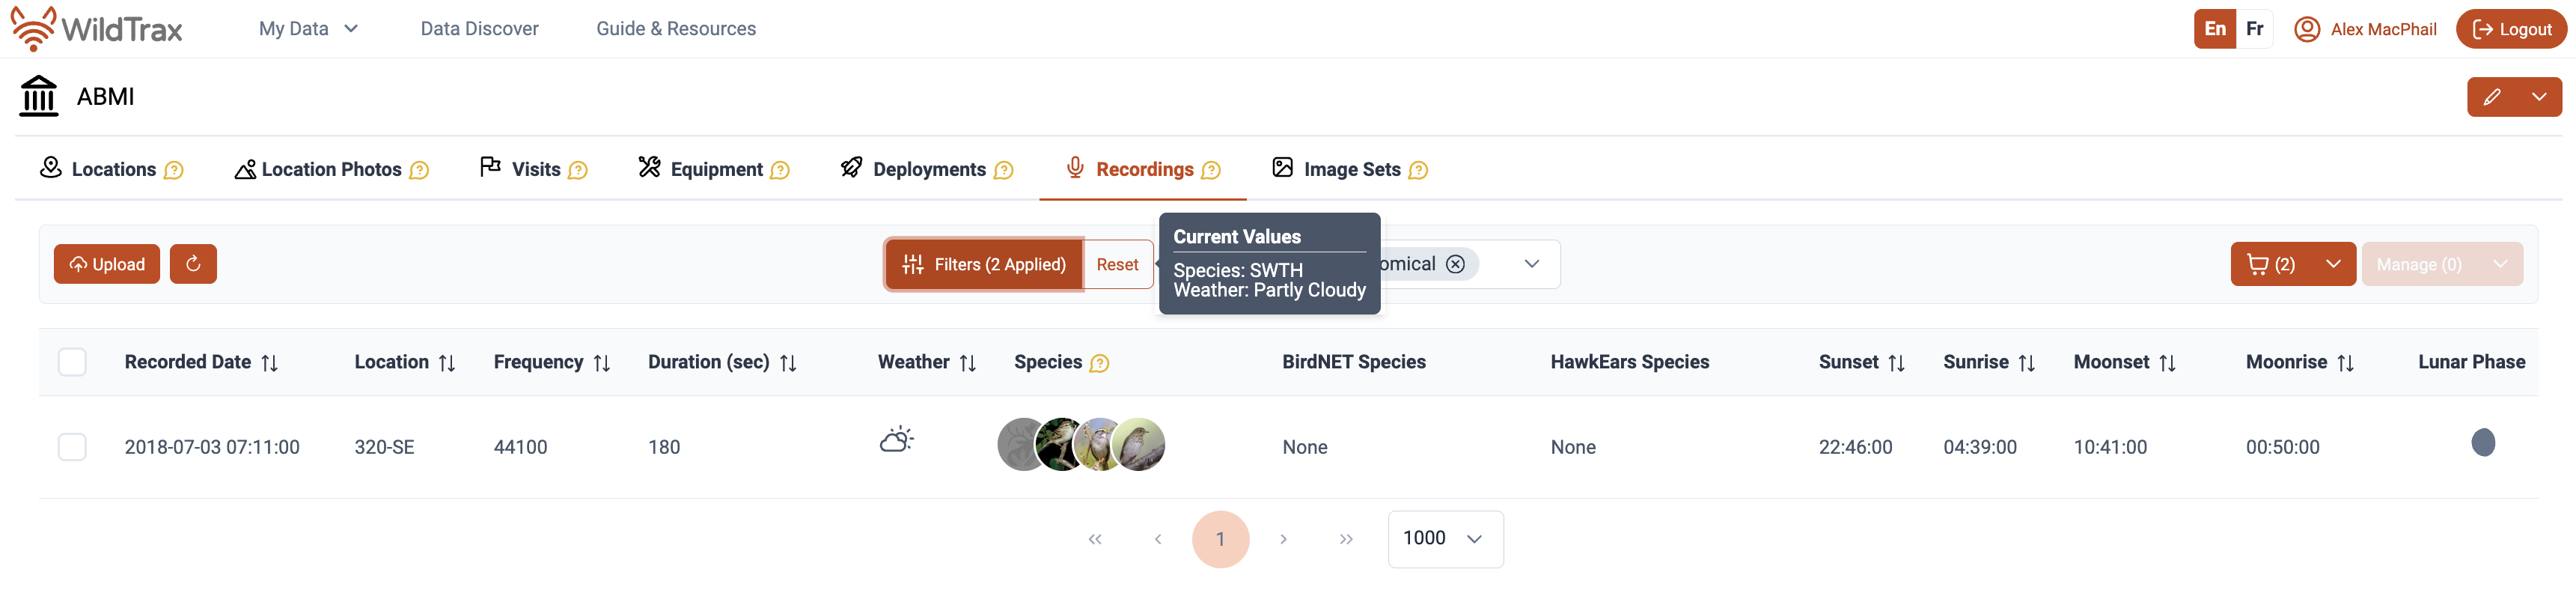 WildTrax
My Data
Data Discover
Guide & Resources
En
Fr
Alex MacPhail
Logout
ABMI
Locations
Location Photos
Visits
Equipment
Deployments
Recordings
Image Sets
Upload
Filters (2 Applied)
Reset
Current Values
Species: SWTH
Weather: Partly Cloudy
omical
(2)
Manage (0)
Recorded Date
Location
Frequency
Duration (sec)
Weather
Species
BirdNET Species
HawkEars Species
Sunset
Sunrise
Moonset
Moonrise
Lunar Phase
2018-07-03 07:11:00
320-SE
44100
180
None
None
22:46:00
04:39:00
10:41:00
00:50:00
1
1000